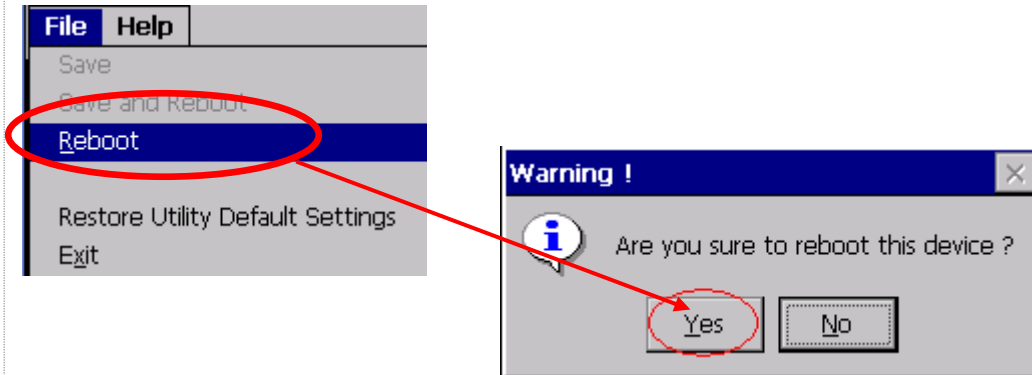 File Help
Save
Save and Reboot
Reboot
Restore Utility Default Settings
Exit
Warning !
Are you sure to reboot this device ?
Yes No